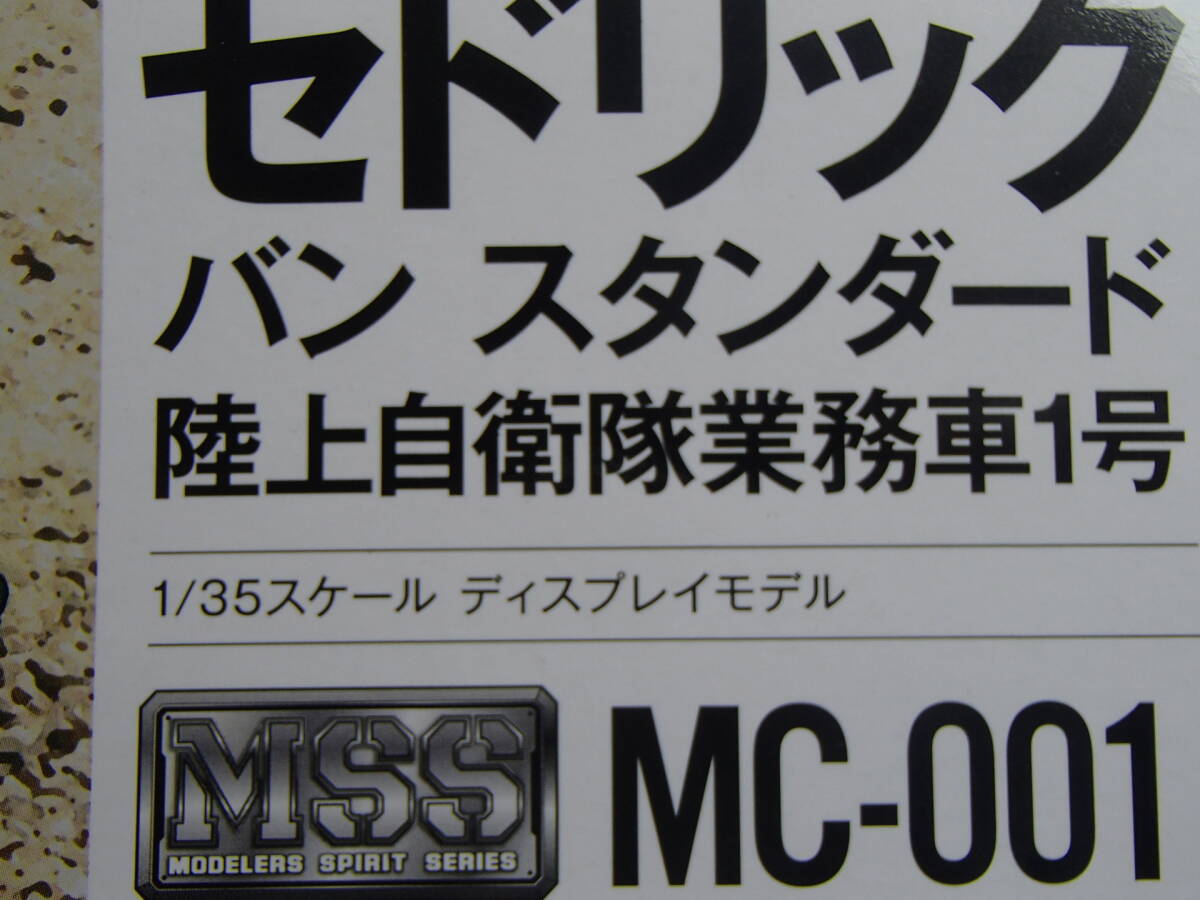 セドリック
バン スタンダード
陸上自衛隊業務車1号
1/35スケール ディスプレイモデル
MSS
MODELERS SPIRIT SERIES
MC-001